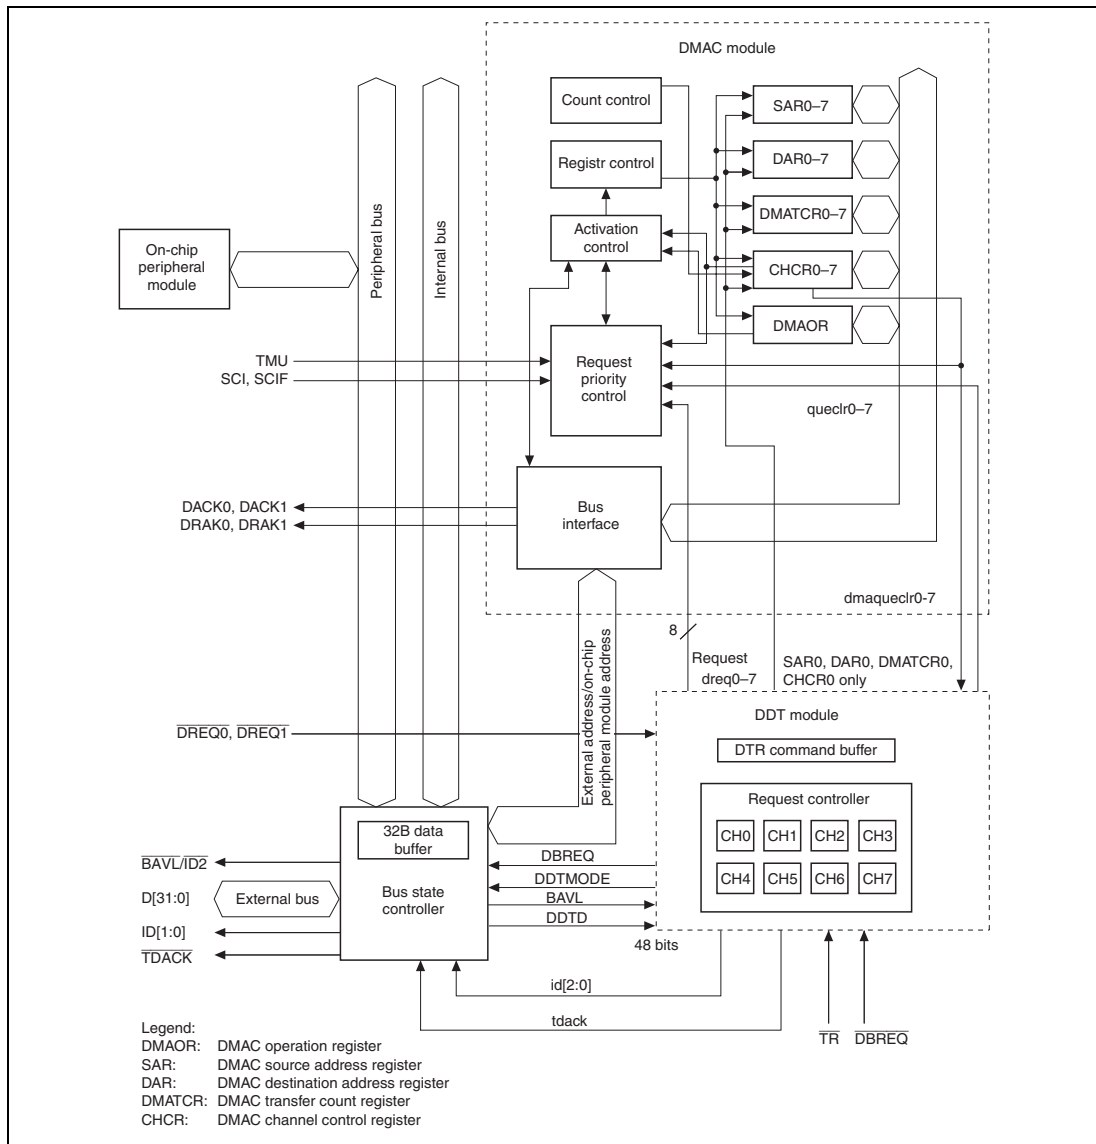 DMAC module
Count control
SAR0–7
Registr control
DAR0–7
DMATCR0–7
Activation
control
On-chip
peripheral
module
Peripheral bus
Internal bus
CHCR0–7
DMAOR
TMU
SCI, SCIF
Request
priority
control
queclr0–7
DACK0, DACK1
DRAK0, DRAK1
Bus
interface
dmaqueclr0-7
8
External address/on-chip
peripheral module address
Request
dreq0–7
SAR0, DAR0, DMATCR0,
CHCR0 only
DDT module
DREQ0, DREQ1
DTR command buffer
Request controller
CH0 CH1 CH2 CH3
CH4 CH5 CH6 CH7
32B data
buffer
Bus state
controller
BAVL/ID2
D[31:0]
External bus
ID[1:0]
TDACK
DBREQ
DDTMODE
BAVL
DDTD
48 bits
id[2:0]
tdack
TR
DBREQ
Legend:
DMAOR: DMAC operation register
SAR: DMAC source address register
DAR: DMAC destination address register
DMATCR: DMAC transfer count register
CHCR: DMAC channel control register